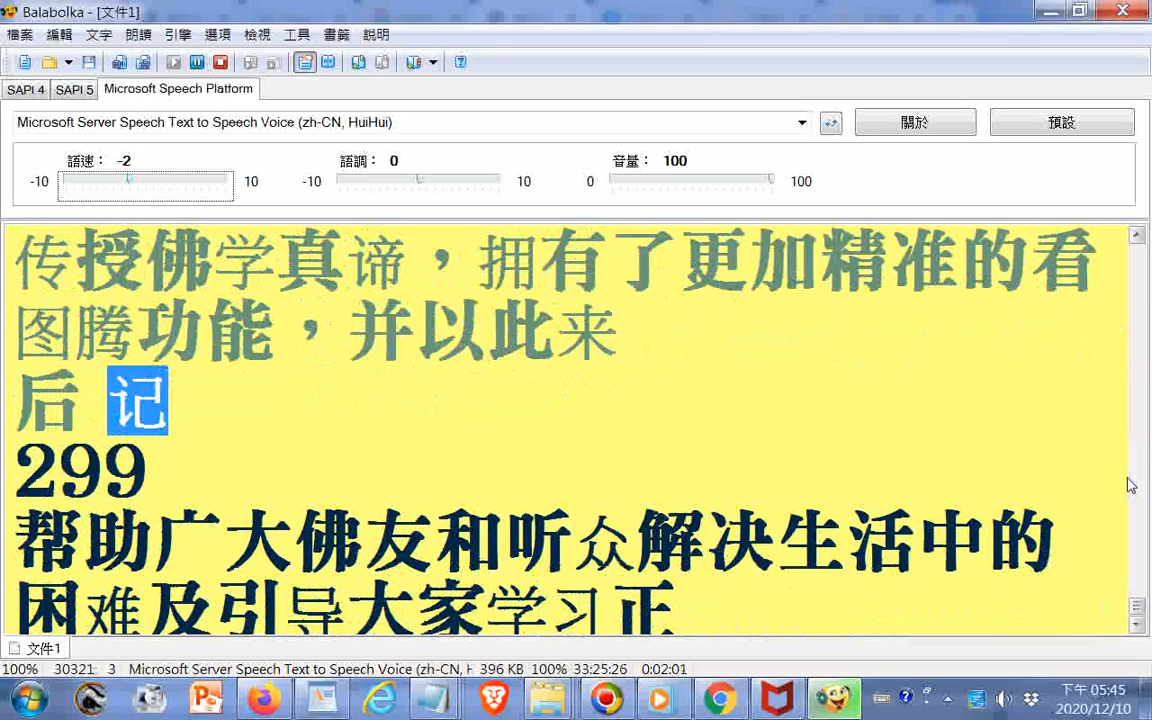 Balabolka - [文件1]
檔案 編輯 文字 朗讀 引擎 選項 檢視 工具 書籤 說明
SAPI 4 SAPI 5 Microsoft Speech Platform
Microsoft Server Speech Text to Speech Voice (zh-CN, HuiHui) 關於 預設
語速： -2 語調： 0 音量： 100
-10 10 -10 10 0 100
传授佛学真谛，拥有了更加精准的看
图腾功能，并以此来
后 记
299
帮助广大佛友和听众解决生活中的
困难及引导大家学习正
文件1
100% 30321 3 Microsoft Server Speech Text to Speech Voice (zh-CN, H 396 KB 100% 33:25:26 0:02:01
下午 05:45
2020/12/10